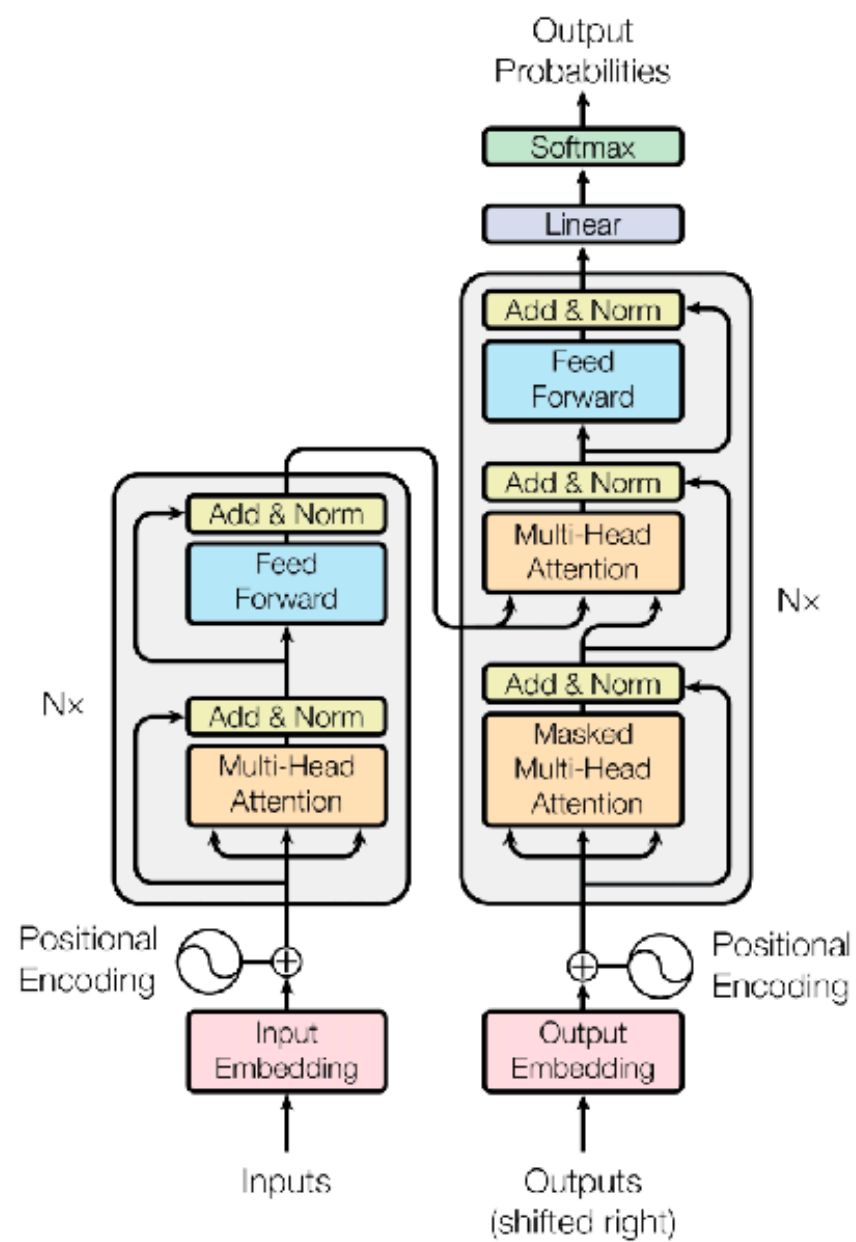 Output
Probabilities
Softmax
Linear
Add & Norm
Feed
Forward
Add & Norm
Multi-Head
Attention
Add & Norm
Masked
Multi-Head
Attention
N×
Add & Norm
Feed
Forward
Add & Norm
Multi-Head
Attention
N×
Positional
Encoding
Positional
Encoding
Input
Embedding
Output
Embedding
Inputs
Outputs
(shifted right)